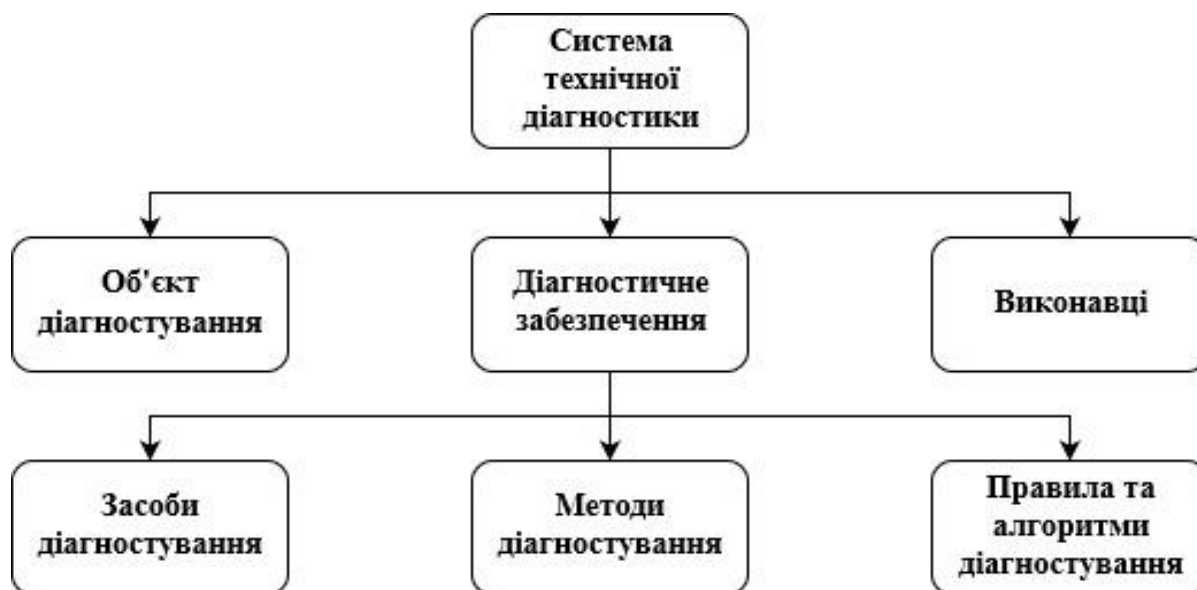 Система
технічної
діагностики
Об'єкт
діагностування
Діагностичне
забезпечення
Виконавці
Засоби
діагностування
Методи
діагностування
Правила та
алгоритми
діагностування